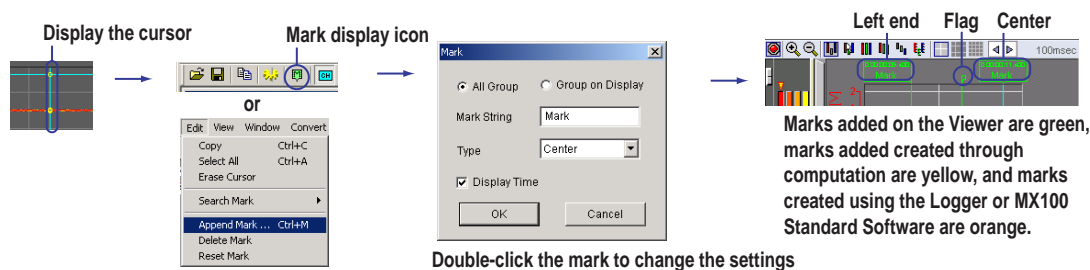 Display the cursor
Mark display icon
or
Edit View Window Convert
Copy Ctrl+C
Select All Ctrl+A
Erase Cursor
Search Mark
Append Mark ... Ctrl+M
Delete Mark
Reset Mark
CH
Mark
All Group Group on Display
Mark String Mark
Type Center
Display Time
OK Cancel
Double-click the mark to change the settings
Left end Flag Center
100msec
Mark Mark
2
Marks added on the Viewer are green,
marks added created through
computation are yellow, and marks
created using the Logger or MX100
Standard Software are orange.